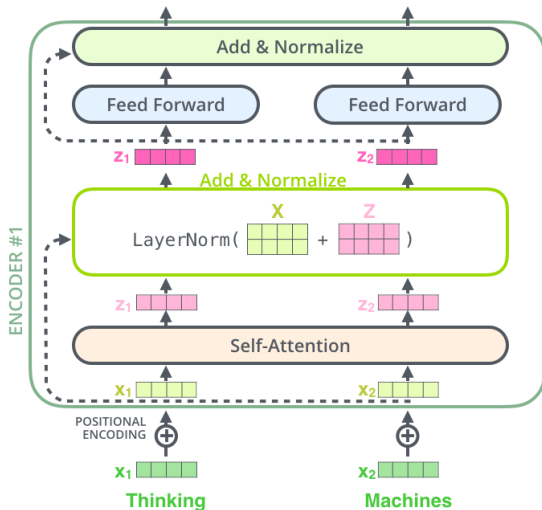 Add & Normalize
Feed Forward Feed Forward
z1 z2
Add & Normalize
X Z
LayerNorm( + )
ENCODER #1
z1 z2
Self-Attention
x1 x2
POSITIONAL
ENCODING
x1 x2
Thinking Machines